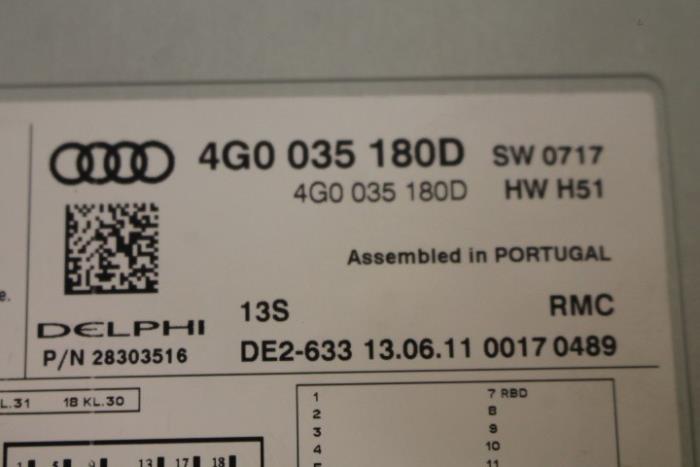 4G0 035 180D SW 0717
4G0 035 180D HW H51
Assembled in PORTUGAL
e.
DELPHI 13S RMC
P/N 28303516 DE2-633 13.06.11 0017 0489
L.31 18 KL.30
1 7 RBD
2 8
3 9
4 10
11
13 17 18